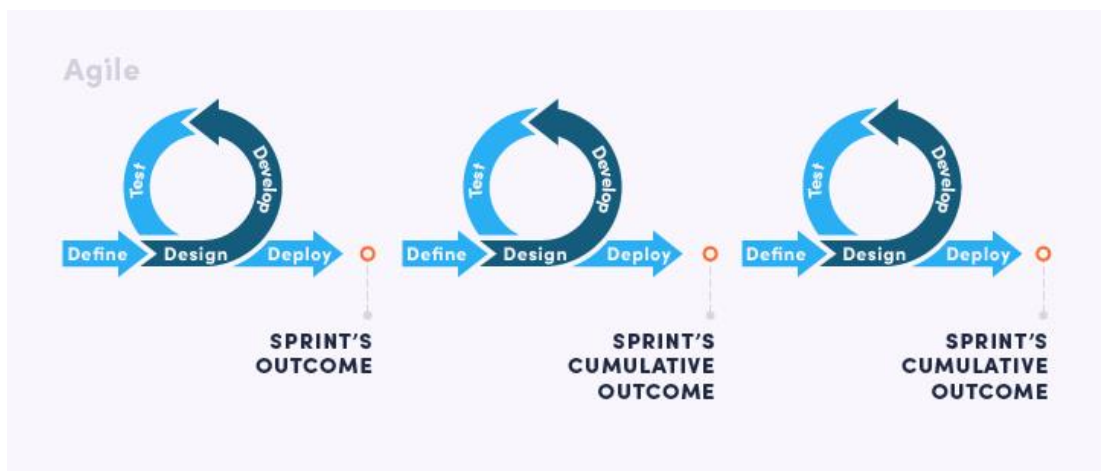 Agile
Test
Develop
Define
Design
Deploy
Test
Develop
Define
Design
Deploy
Test
Develop
Define
Design
Deploy
SPRINT'S
OUTCOME
SPRINT'S
CUMULATIVE
OUTCOME
SPRINT'S
CUMULATIVE
OUTCOME